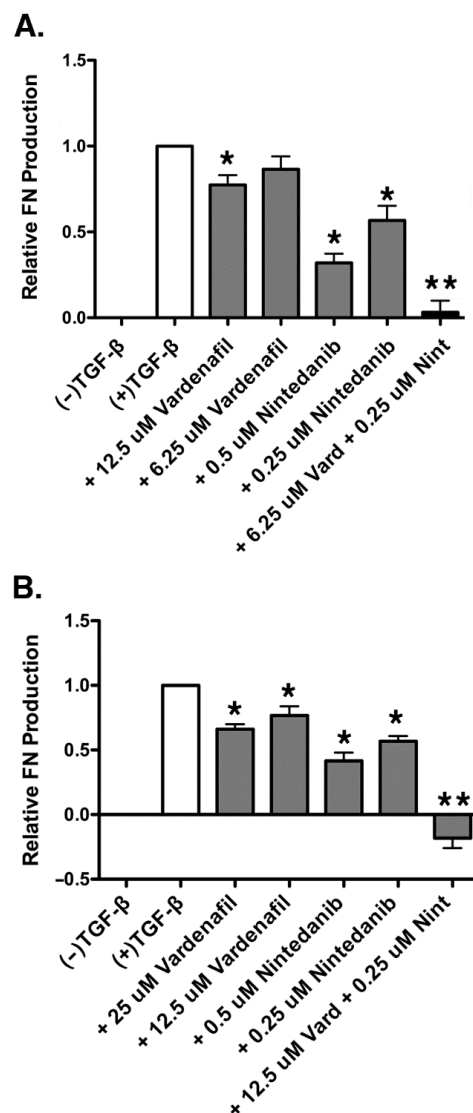 A.
Relative FN Production
1.5
1.0
0.5
0.0
*
*
*
**
(-)TGF-β
(+)TGF-β
+ 12.5 uM Vardenafil
+ 6.25 uM Vardenafil
+ 0.5 uM Nintedanib
+ 0.25 uM Nintedanib
+ 6.25 uM Vard + 0.25 uM Nint
B.
Relative FN Production
1.5
1.0
0.5
0.0
−0.5
*
*
*
*
**
(-)TGF-β
(+)TGF-β
+ 25 uM Vardenafil
+ 12.5 uM Vardenafil
+ 0.5 uM Nintedanib
+ 0.25 uM Nintedanib
+ 12.5 uM Vard + 0.25 uM Nint